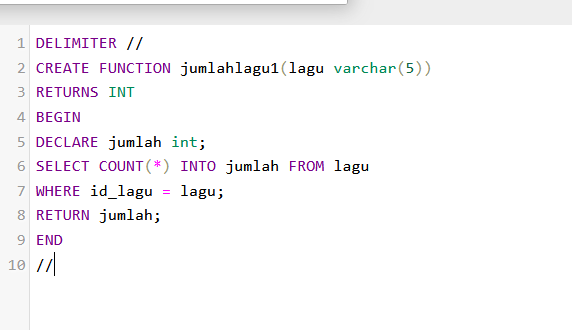 1 DELIMITER //
2 CREATE FUNCTION jumlahlagu1(lagu varchar(5))
3 RETURNS INT
4 BEGIN
5 DECLARE jumlah int;
6 SELECT COUNT(*) INTO jumlah FROM lagu
7 WHERE id_lagu = lagu;
8 RETURN jumlah;
9 END
10 //